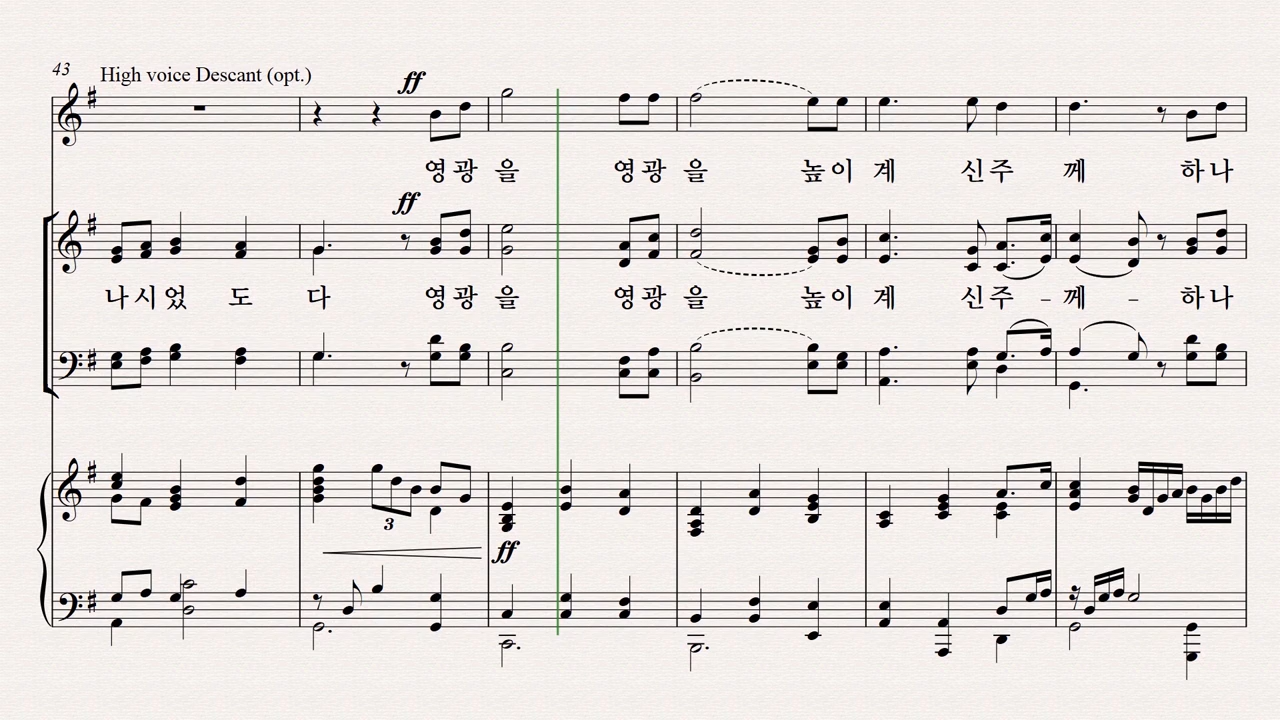 43 High voice Descant (opt.)
ff
영광을 영광을 높이계 신주께 하나
ff
나시었도다 영광을 영광을 높이계 신주 - 께 - 하나
3
ff